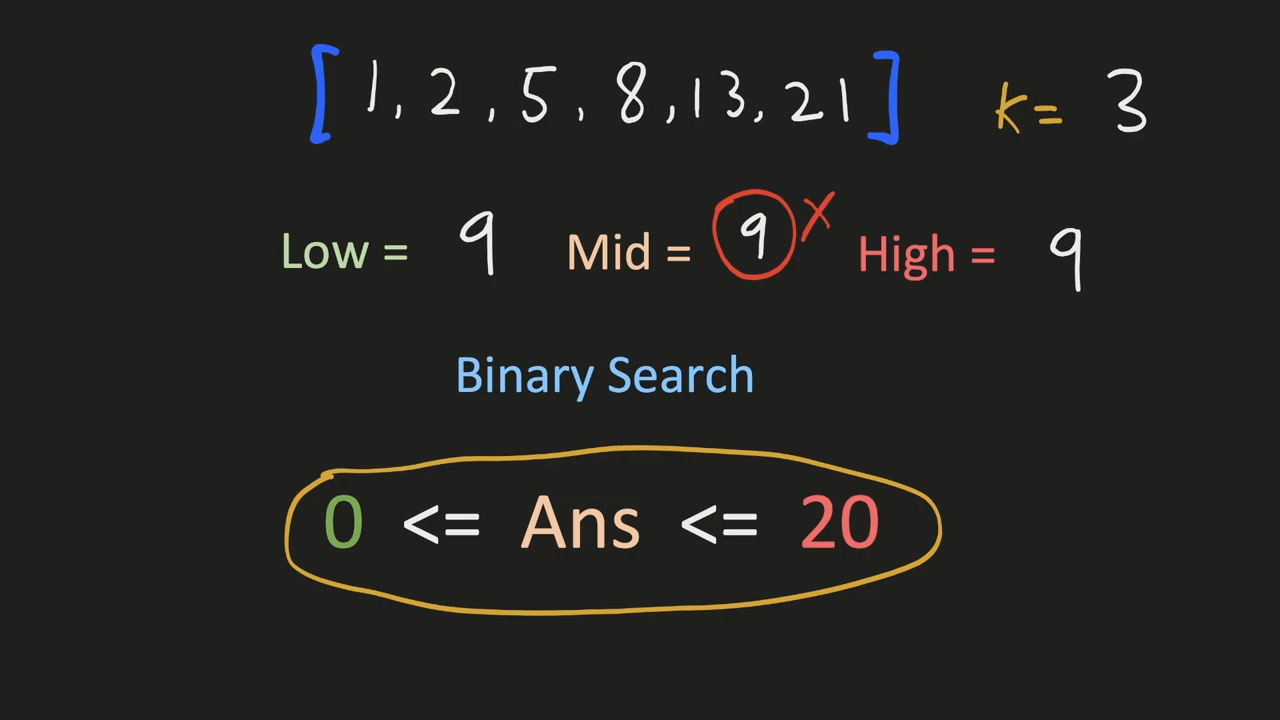 [1, 2, 5, 8, 13, 21] k= 3
Low = 9 Mid = 9 X High = 9
Binary Search
0 <= Ans <= 20